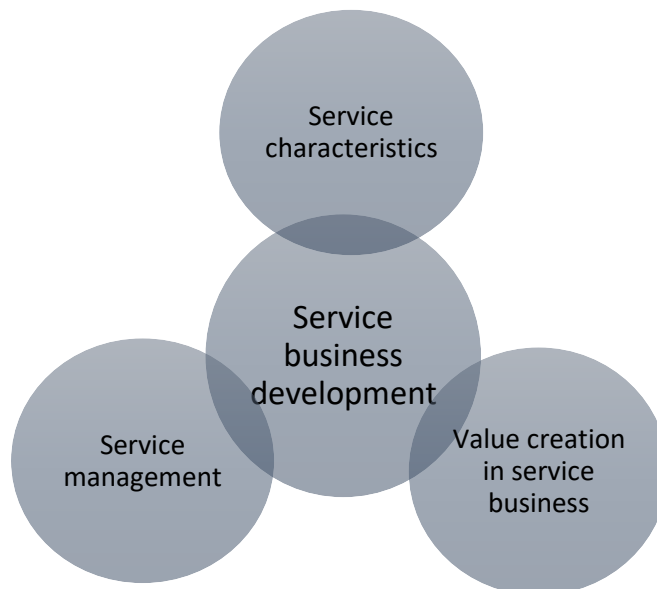 Service
characteristics
Service
business
development
Service
management
Value creation
in service
business